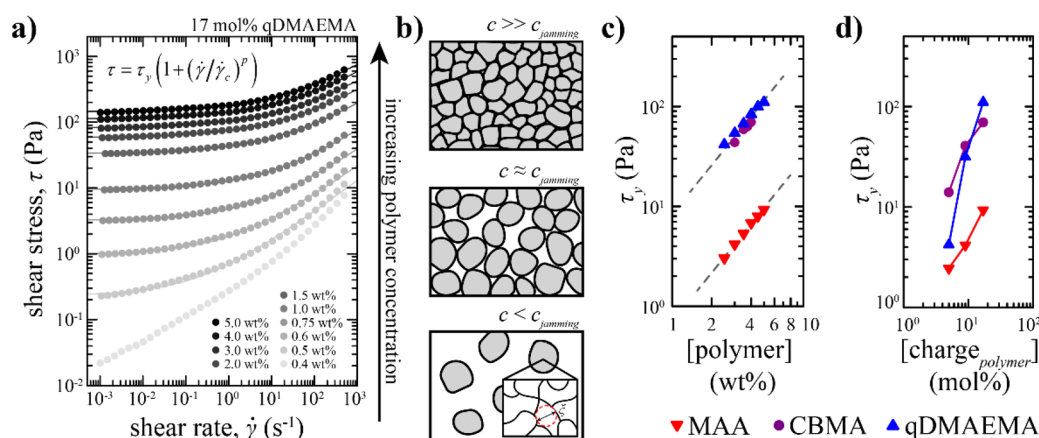 a)
17 mol% qDMAEMA
τ = τy (1+(γ̇/γ̇c)^p)
shear stress, τ (Pa)
10³
10²
10¹
10⁰
10⁻¹
10⁻²
1.5 wt%
1.0 wt%
5.0 wt%
0.75 wt%
4.0 wt%
0.6 wt%
3.0 wt%
0.5 wt%
2.0 wt%
0.4 wt%
10⁻³ 10⁻² 10⁻¹ 10⁰ 10¹ 10² 10³
shear rate, γ̇ (s⁻¹)
increasing polymer concentration
b)
c >> cjamming
c ≈ cjamming
c < cjamming
ξ
c)
τy (Pa)
10²
10¹
10⁰
1 2 4 6 8 10
[polymer]
(wt%)
d)
τy (Pa)
10²
10¹
10⁰
10⁰ 10¹ 10²
[chargepolymer]
(mol%)
MAA CBMA qDMAEMA